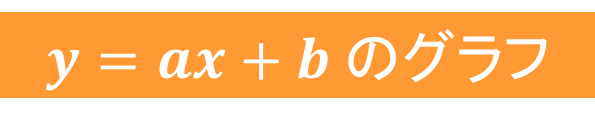 y = ax + b のグラフ